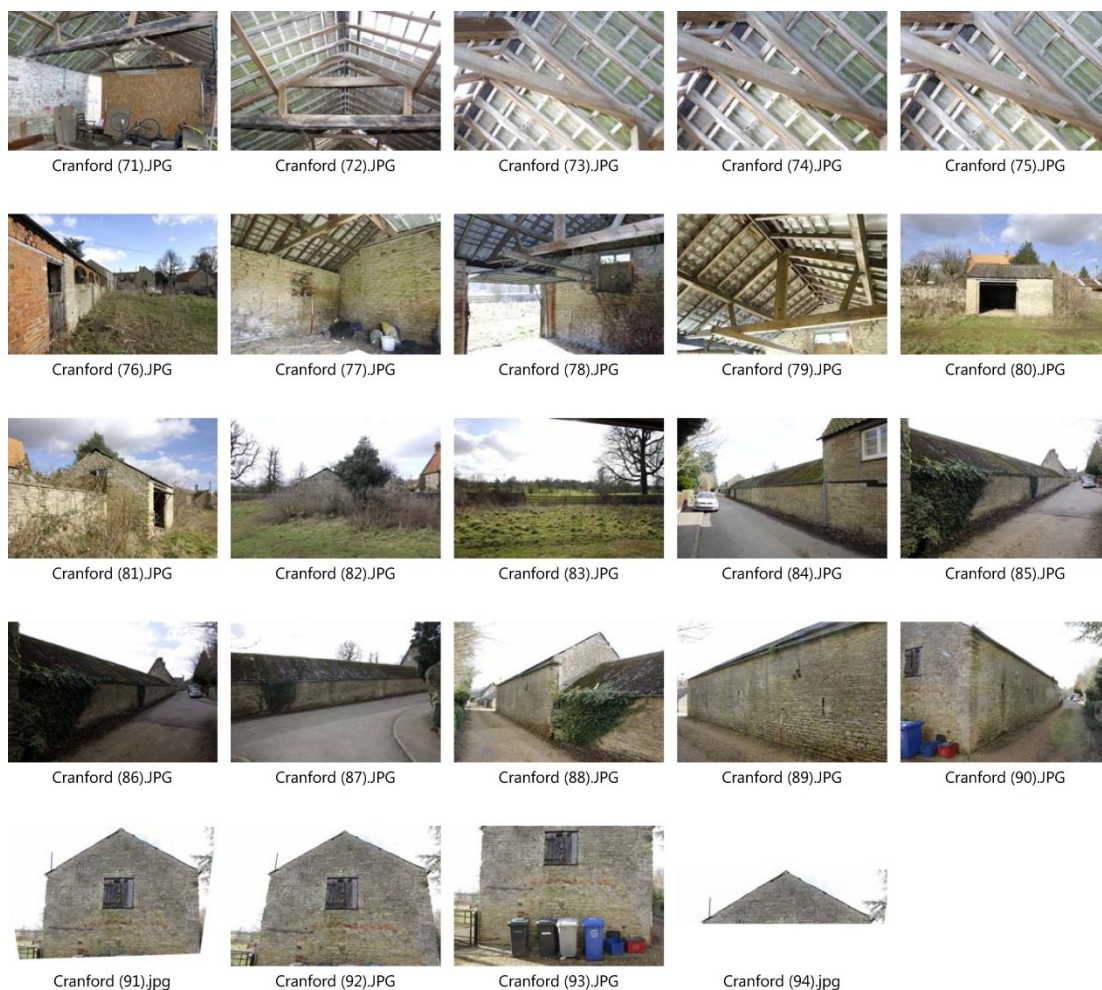 Cranford (71).JPG
Cranford (72).JPG
Cranford (73).JPG
Cranford (74).JPG
Cranford (75).JPG
Cranford (76).JPG
Cranford (77).JPG
Cranford (78).JPG
Cranford (79).JPG
Cranford (80).JPG
Cranford (81).JPG
Cranford (82).JPG
Cranford (83).JPG
Cranford (84).JPG
Cranford (85).JPG
Cranford (86).JPG
Cranford (87).JPG
Cranford (88).JPG
Cranford (89).JPG
Cranford (90).JPG
Cranford (91).jpg
Cranford (92).JPG
Cranford (93).JPG
Cranford (94).jpg